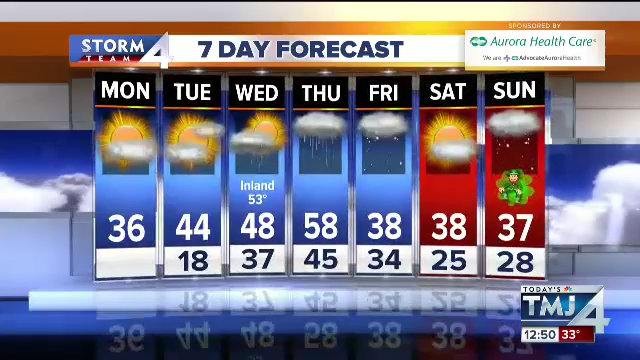 SPONSORED BY
STORM
TEAM 4
7 DAY FORECAST
Aurora Health Care®
We are AdvocateAuroraHealth
MON TUE WED THU FRI SAT SUN
Inland
53°
36 44 48 58 38 38 37
18 37 45 34 25 28
TODAY'S
TMJ4
12:50 33°